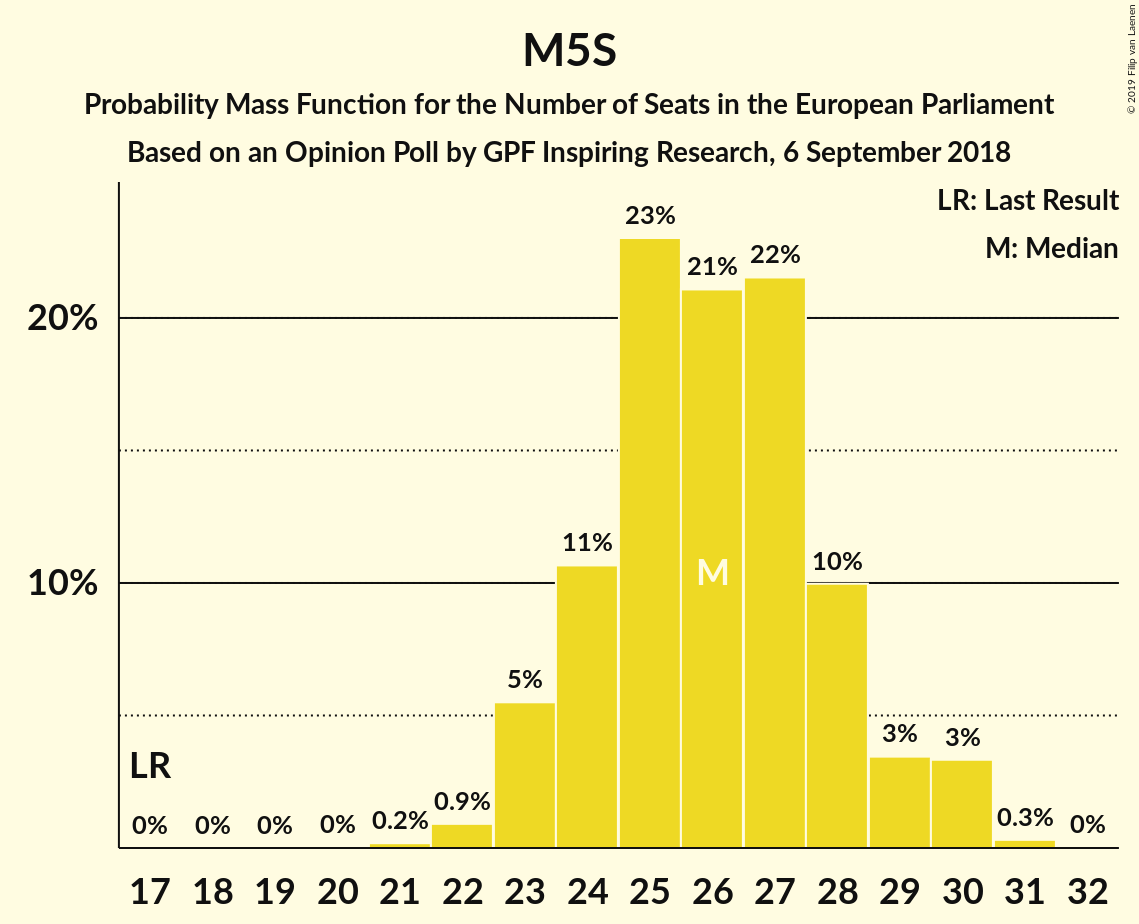 M5S
Probability Mass Function for the Number of Seats in the European Parliament
Based on an Opinion Poll by GPF Inspiring Research, 6 September 2018
© 2019 Filip van Laenen
LR: Last Result
M: Median
20%
10%
LR
0%
0%
0%
0%
0.2%
0.9%
5%
11%
23%
21%
22%
10%
3%
3%
0.3%
0%
M
17 18 19 20 21 22 23 24 25 26 27 28 29 30 31 32